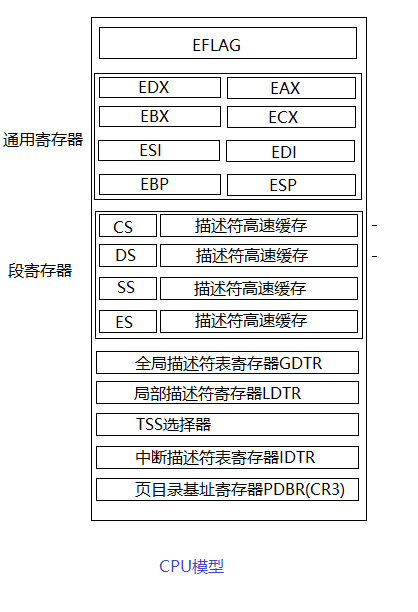 EFLAG
通用寄存器
EDX EAX
EBX ECX
ESI EDI
EBP ESP
段寄存器
CS 描述符高速缓存
DS 描述符高速缓存
SS 描述符高速缓存
ES 描述符高速缓存
全局描述符表寄存器GDTR
局部描述符寄存器LDTR
TSS选择器
中断描述符表寄存器IDTR
页目录基址寄存器PDBR(CR3)
CPU模型